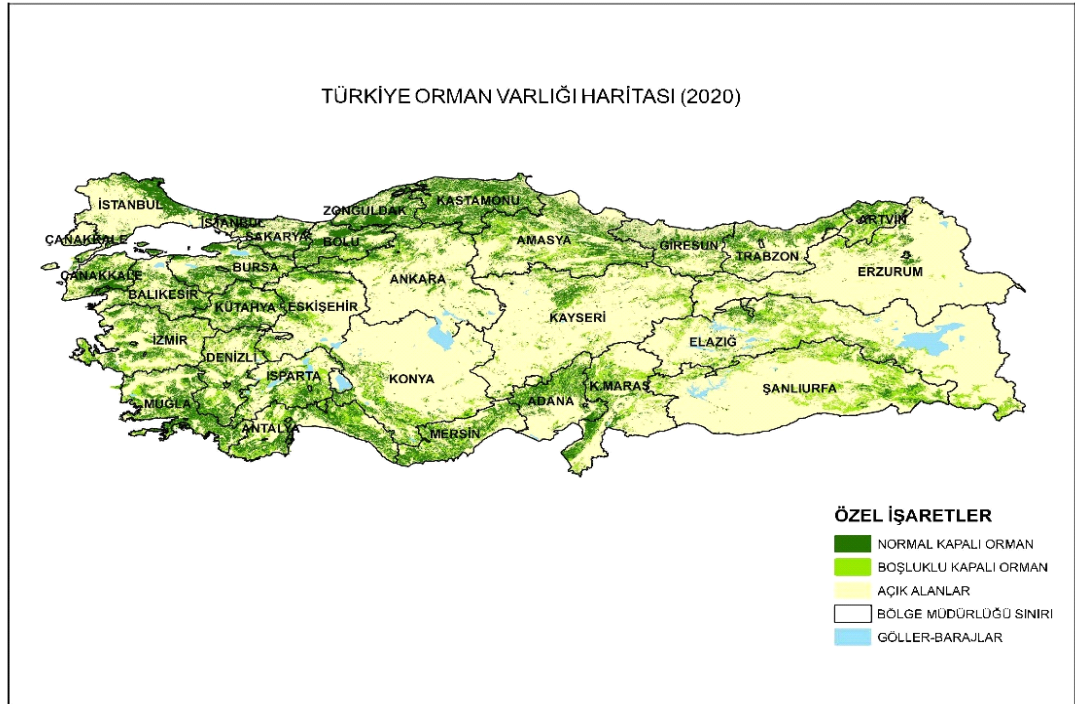 TÜRKİYE ORMAN VARLIĞI HARİTASI (2020)
İSTANBUL
İSTANBUL
ZONGULDAK
KASTAMONU
ARTVİN
ÇANAKKALE
SAKARYA
BOLU
AMASYA
GİRESUN
TRABZON
ÇANAKKALE
BURSA
ANKARA
ERZURUM
BALIKESİR
KÜTAHYA
ESKİŞEHİR
KAYSERİ
İZMİR
DENİZLİ
ELAZIĞ
ISPARTA
KONYA
K.MARAŞ
ŞANLIURFA
MUĞLA
ADANA
ANTALYA
MERSİN
ÖZEL İŞARETLER
NORMAL KAPALI ORMAN
BOŞLUKLU KAPALI ORMAN
AÇIK ALANLAR
BÖLGE MÜDÜRLÜĞÜ SINIRI
GÖLLER-BARAJLAR